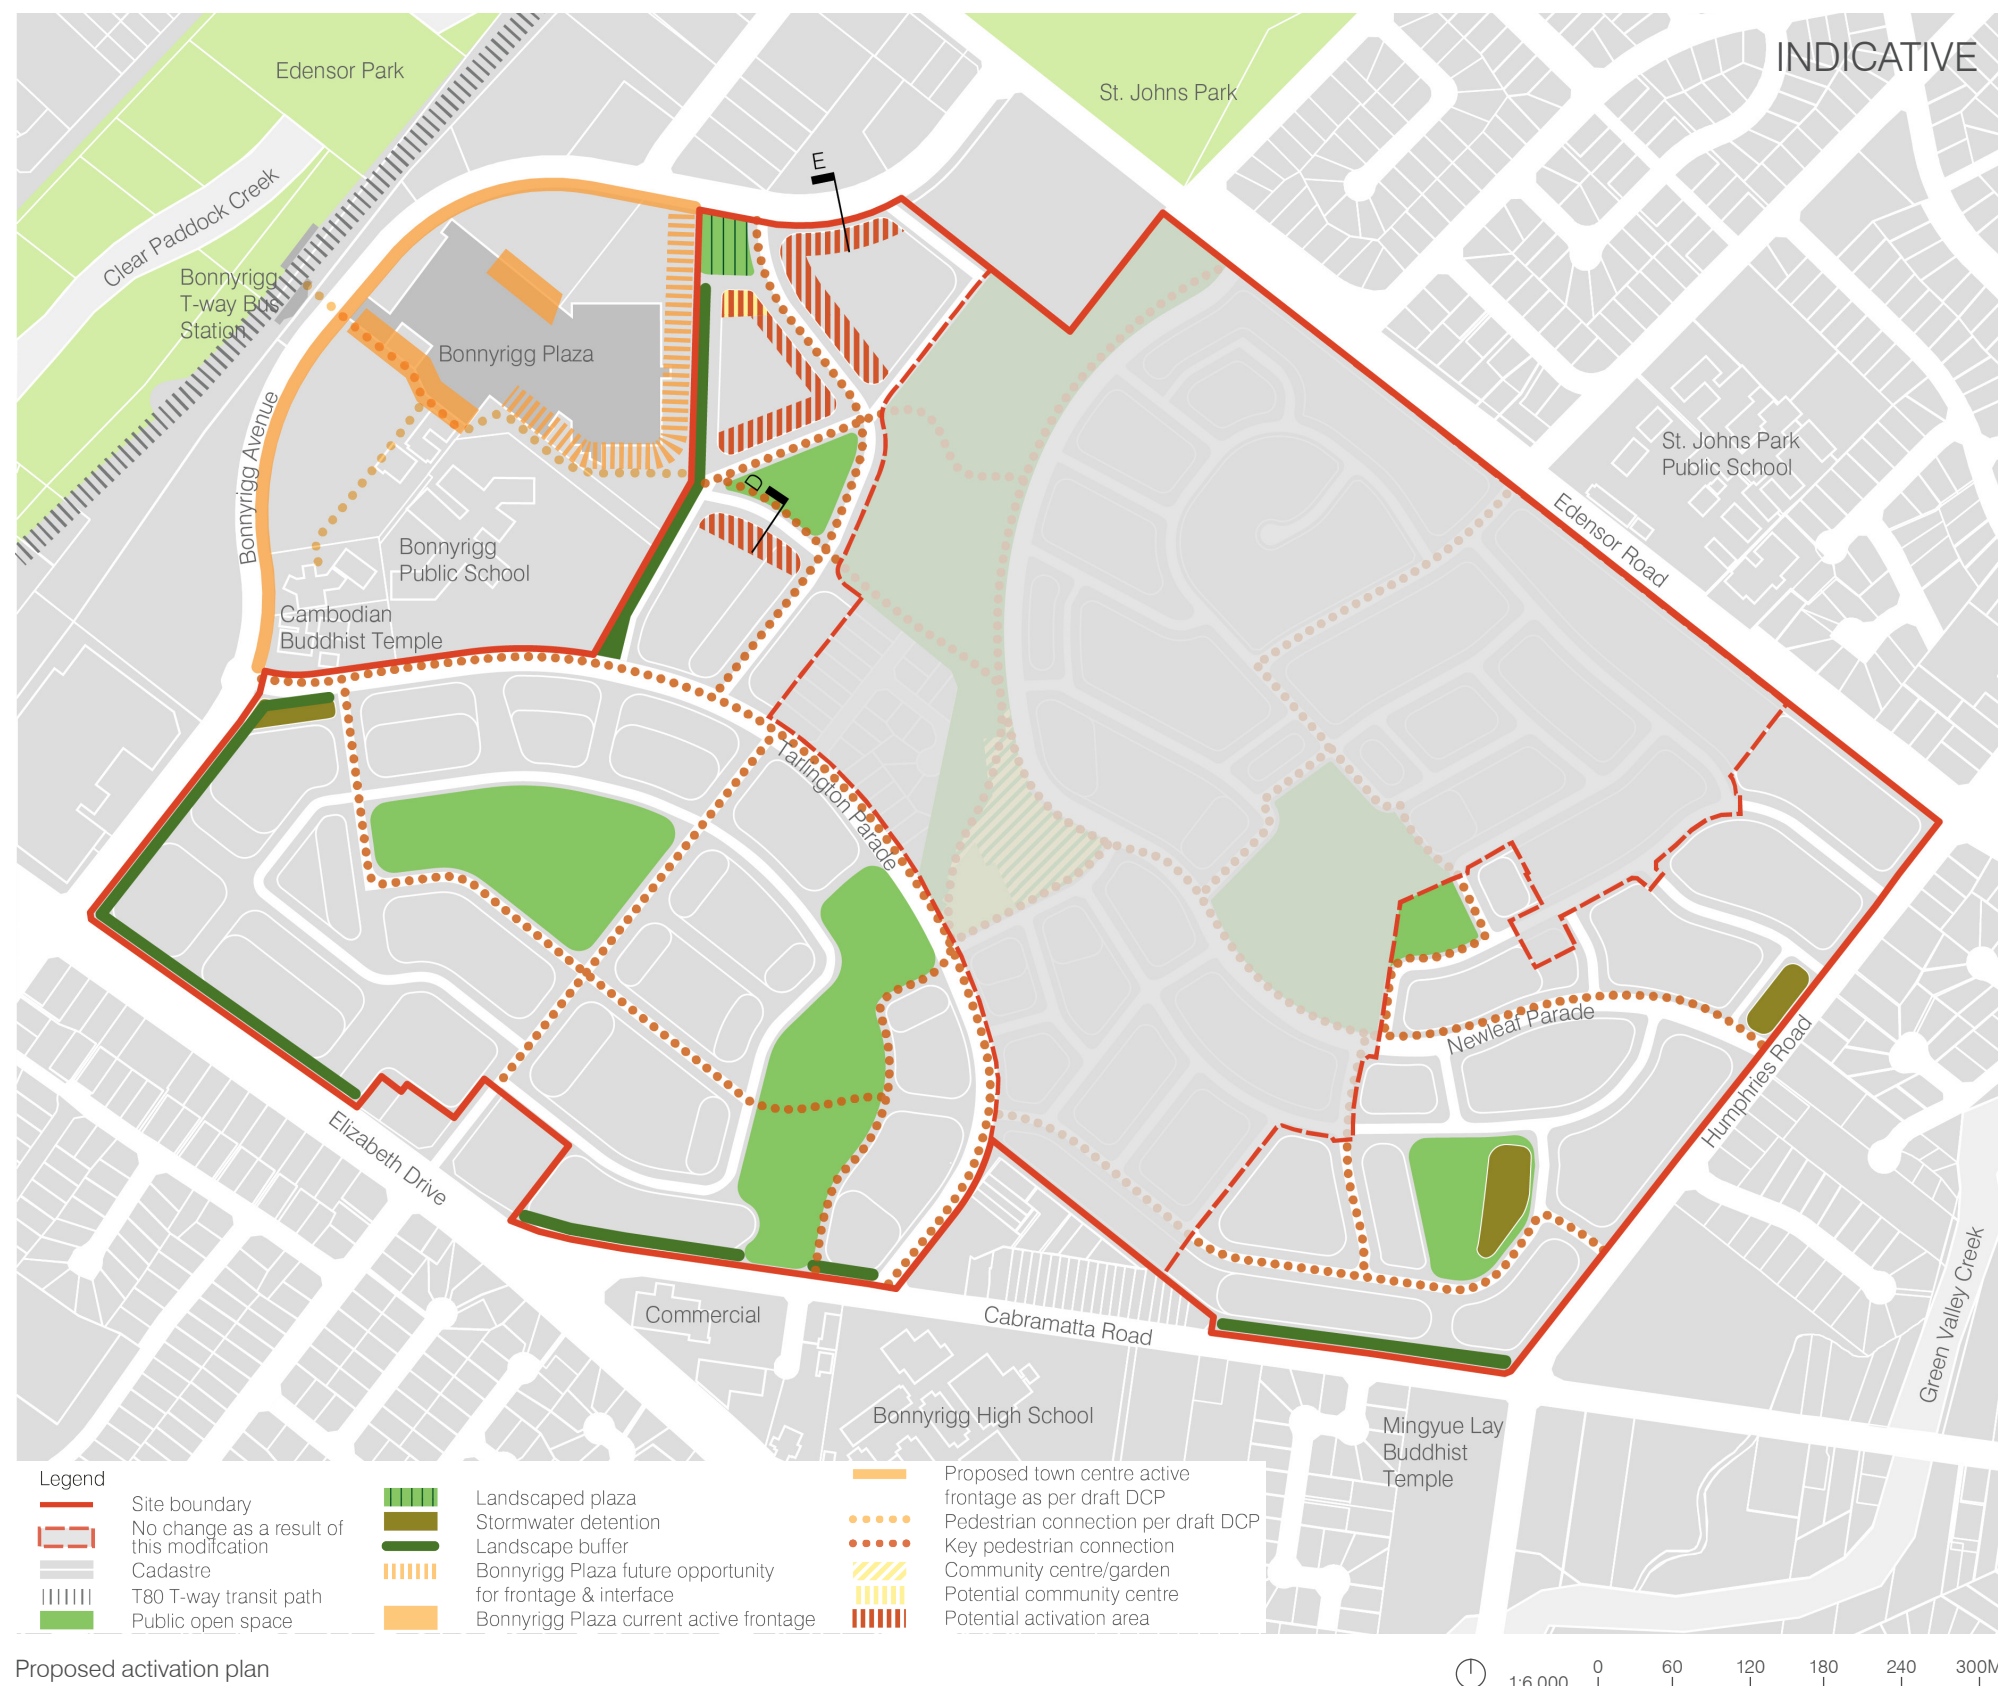 INDICATIVE
Edensor Park
St. Johns Park
E
Clear Paddock Creek
Bonnyrigg
T-way Bus
Station
Bonnyrigg Plaza
Bonnyrigg Avenue
St. Johns Park
Public School
D
Edensor Road
Bonnyrigg
Public School
Cambodian
Buddhist Temple
Tarlington Parade
Newleaf Parade
Humphries Road
Elizabeth Drive
Green Valley Creek
Commercial
Cabramatta Road
Bonnyrigg High School
Mingyue Lay
Buddhist
Temple
Legend
Site boundary
No change as a result of
this modifcation
Cadastre
T80 T-way transit path
Public open space
Landscaped plaza
Stormwater detention
Landscape buffer
Bonnyrigg Plaza future opportunity
for frontage & interface
Bonnyrigg Plaza current active frontage
Proposed town centre active
frontage as per draft DCP
Pedestrian connection per draft DCP
Key pedestrian connection
Community centre/garden
Potential community centre
Potential activation area
Proposed activation plan
1:6,000
0 60 120 180 240 300M